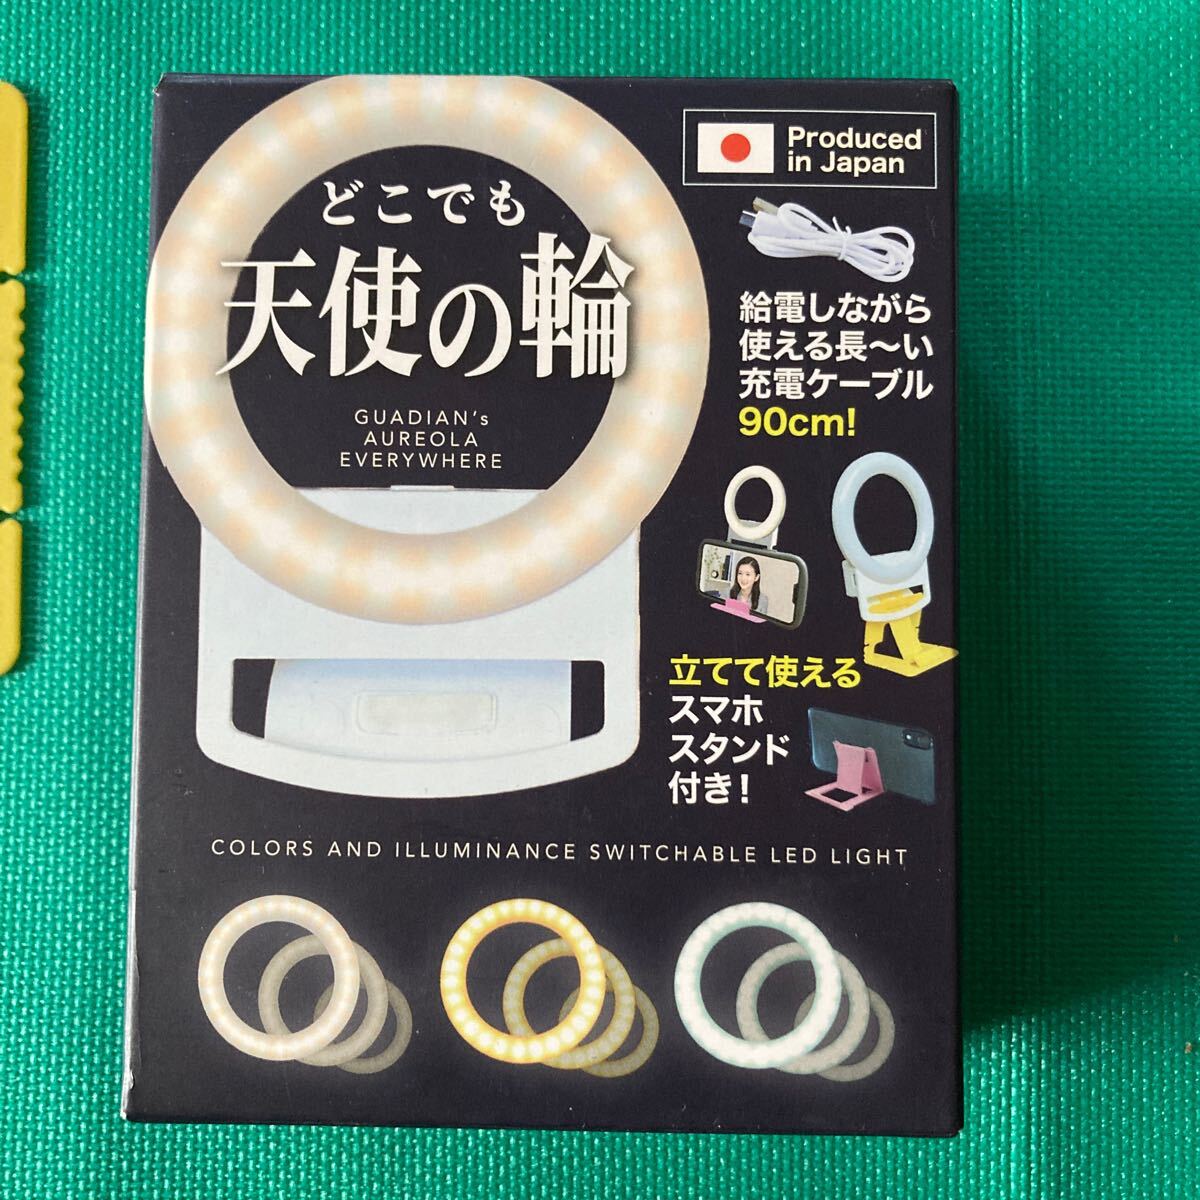 どこでも
天使の輪
GUADIAN's
AUREOLA
EVERYWHERE
Produced
in Japan
給電しながら
使える長〜い
充電ケーブル
90cm!
立てて使える
スマホ
スタンド
付き!
COLORS AND ILLUMINANCE SWITCHABLE LED LIGHT